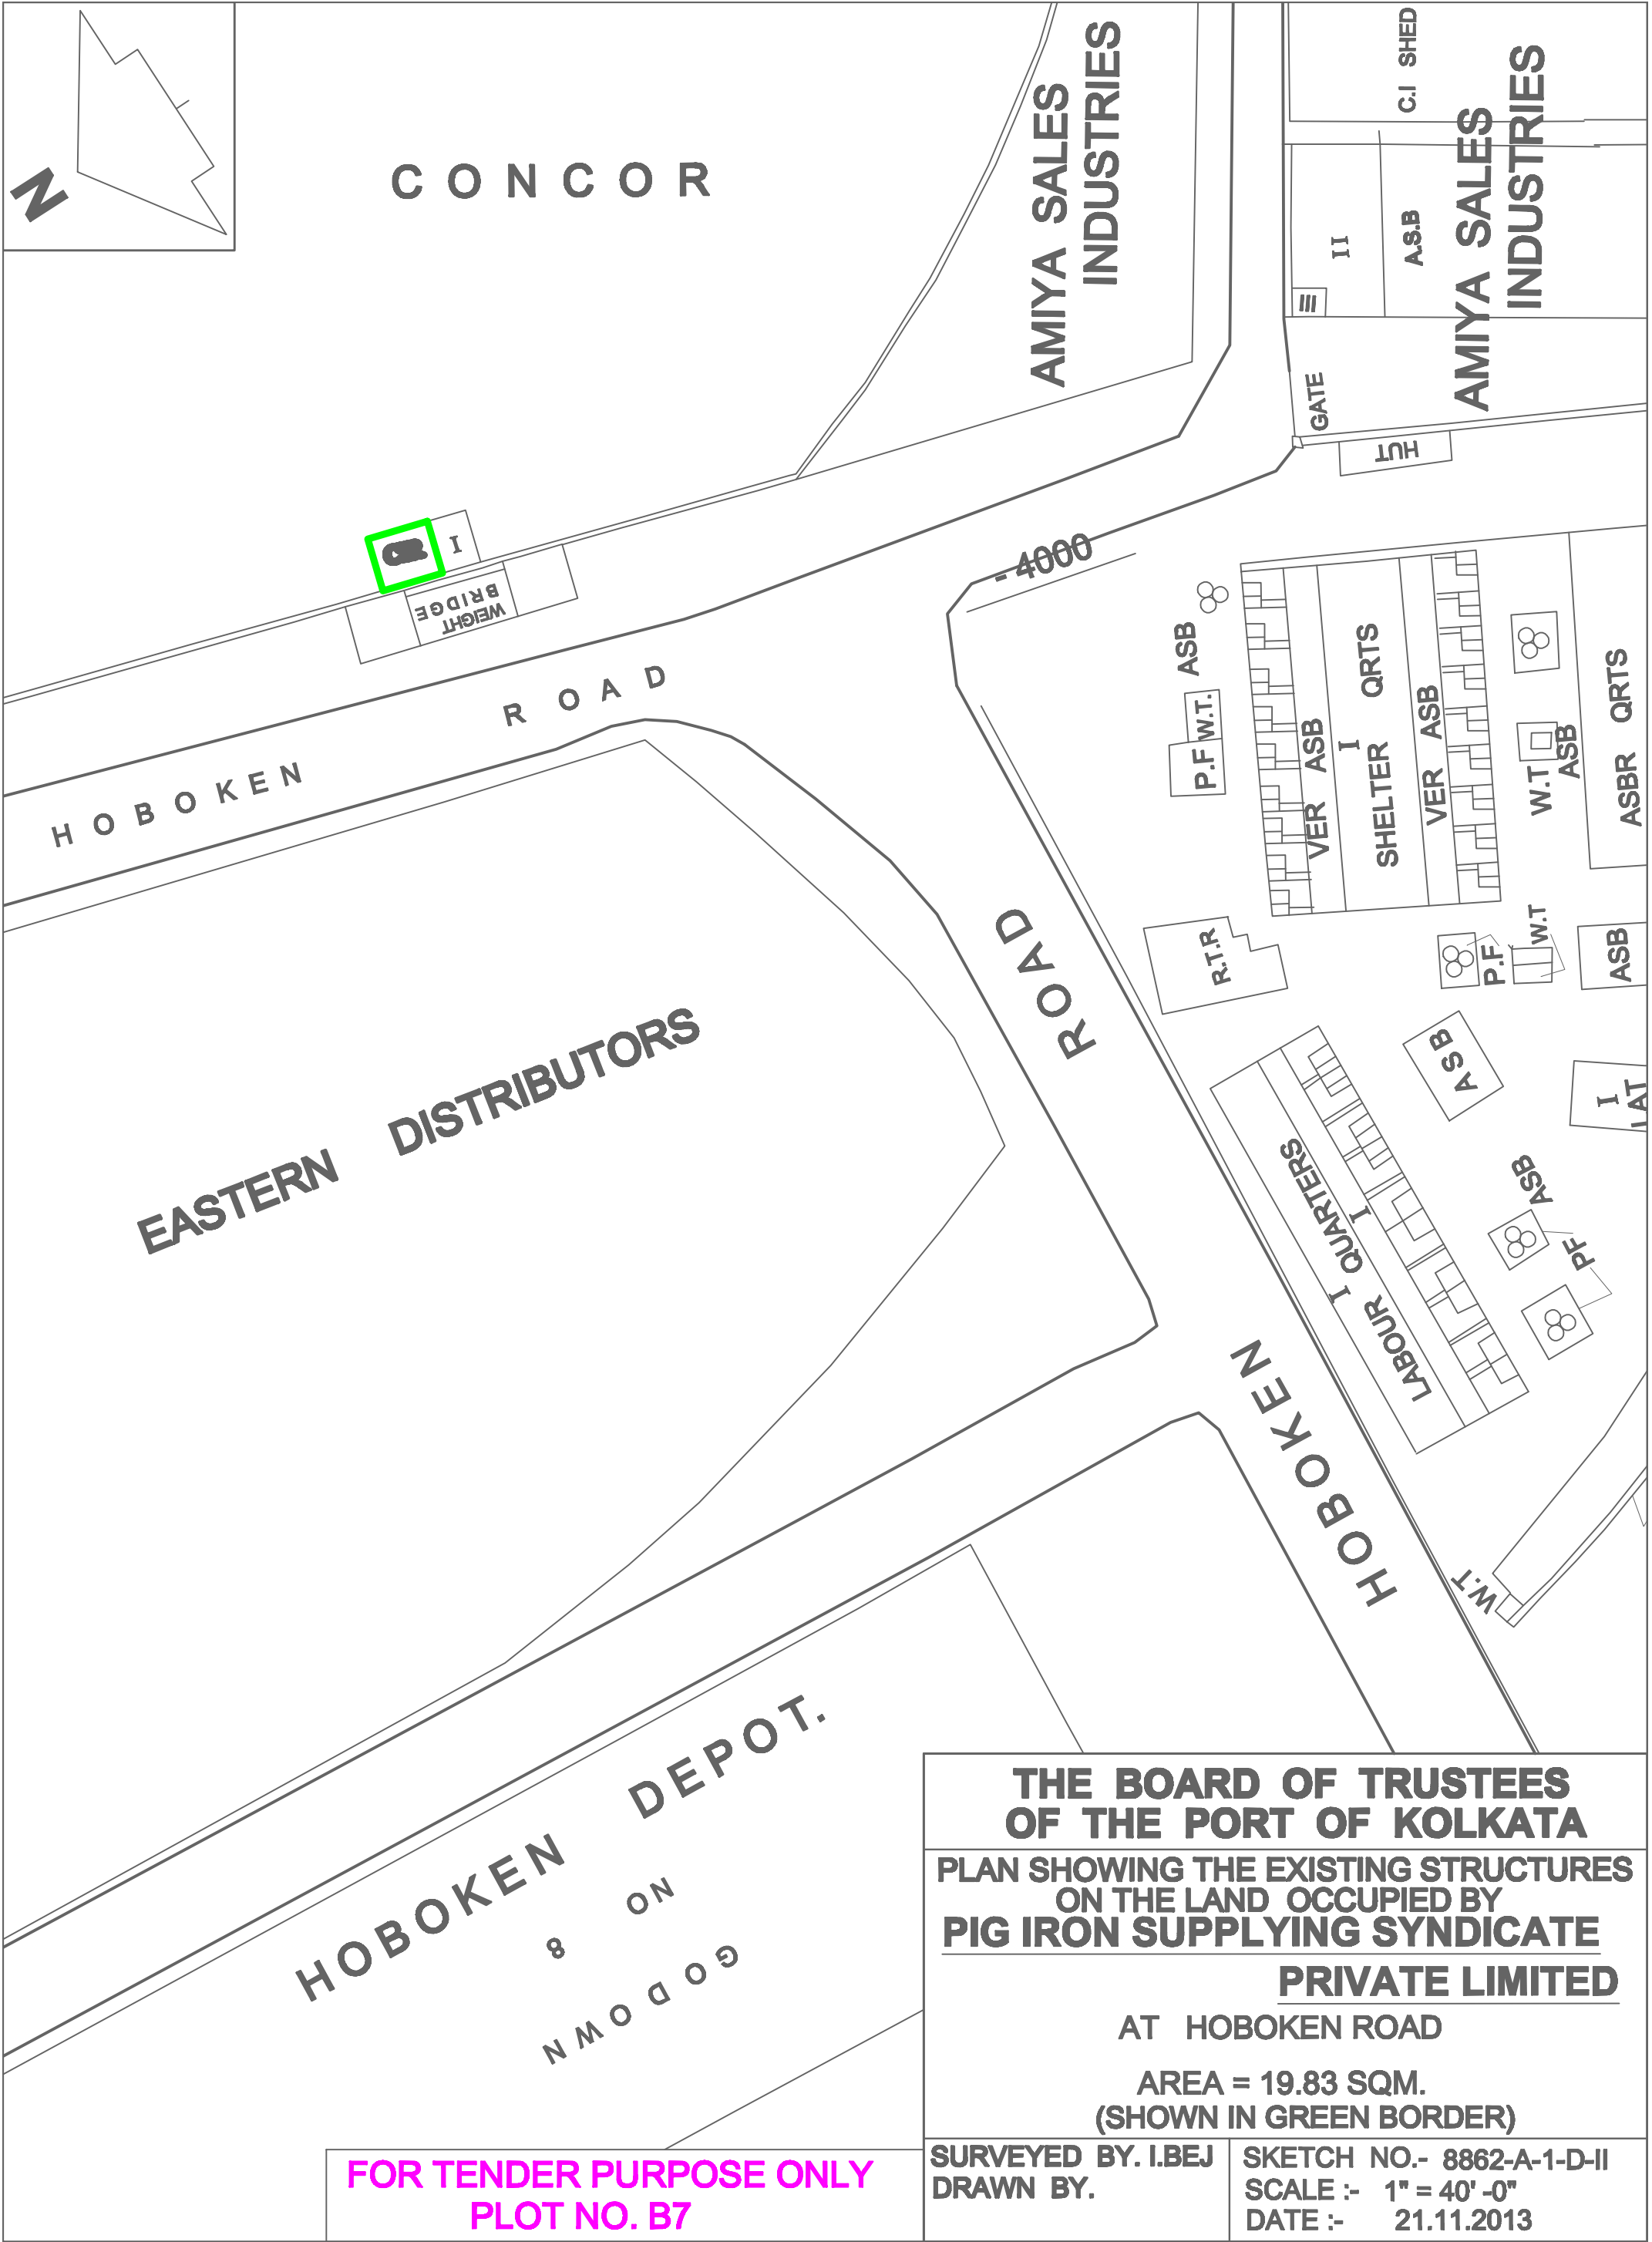 N
C O N C O R
AMIYA SALES
INDUSTRIES
C.I SHED
II
A.S.B
III
AMIYA SALES
INDUSTRIES
GATE
HUT
I
WEIGHT
BRIDGE
- 4000
HOBOKEN ROAD
ASB
W.T.
P.F
VER ASB
I
SHELTER QRTS
VER ASB
W.T
ASB
ASBR QRTS
R.T.R
P.F
W.T
ASB
ASB
I
LAT
ASB
PF
LABOUR QUARTERS
I I
W.T
HOBOKEN ROAD
EASTERN DISTRIBUTORS
HOBOKEN DEPOT.
GODOWN
NO 8
THE BOARD OF TRUSTEES
OF THE PORT OF KOLKATA
PLAN SHOWING THE EXISTING STRUCTURES
ON THE LAND OCCUPIED BY
PIG IRON SUPPLYING SYNDICATE
PRIVATE LIMITED
AT HOBOKEN ROAD
AREA = 19.83 SQM.
(SHOWN IN GREEN BORDER)
SURVEYED BY. I.BEJ
DRAWN BY.
SKETCH NO.- 8862-A-1-D-II
SCALE :- 1" = 40' -0"
DATE :- 21.11.2013
FOR TENDER PURPOSE ONLY
PLOT NO. B7